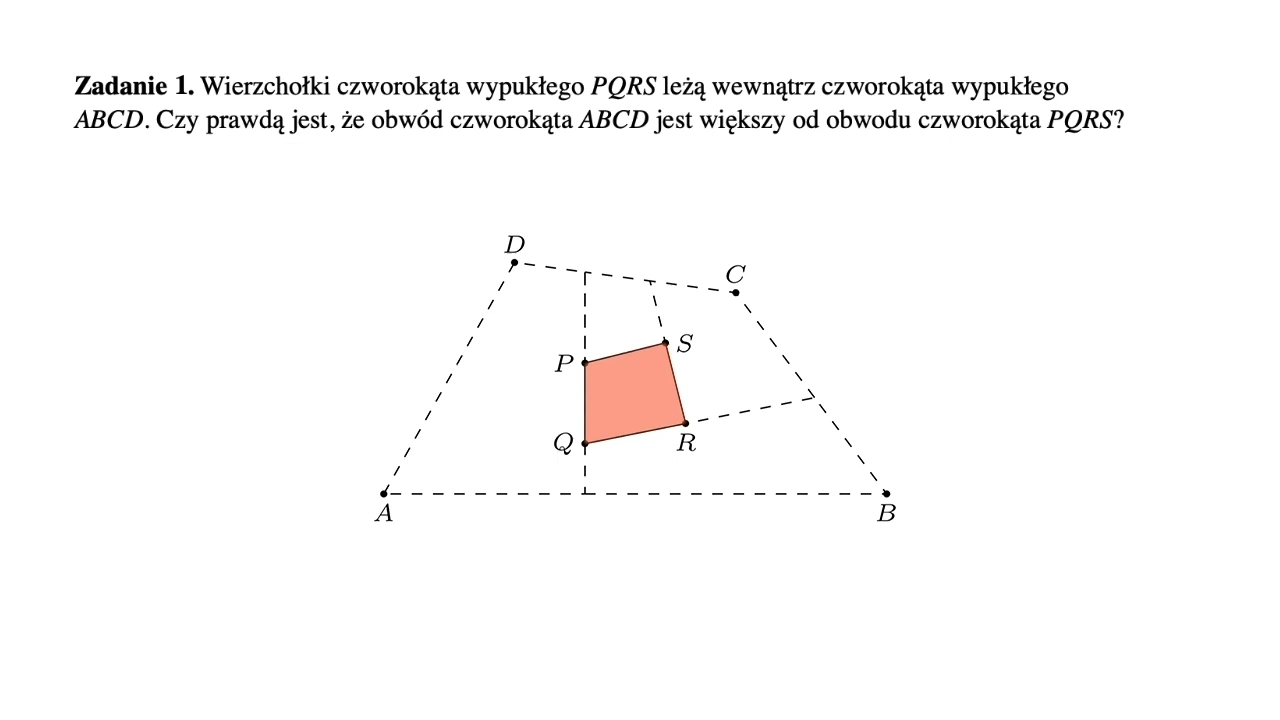 Zadanie 1. Wierzchołki czworokąta wypukłego PQRS leżą wewnątrz czworokąta wypukłego
ABCD. Czy prawdą jest, że obwód czworokąta ABCD jest większy od obwodu czworokąta PQRS?
D
C
S
P
Q
R
A
B